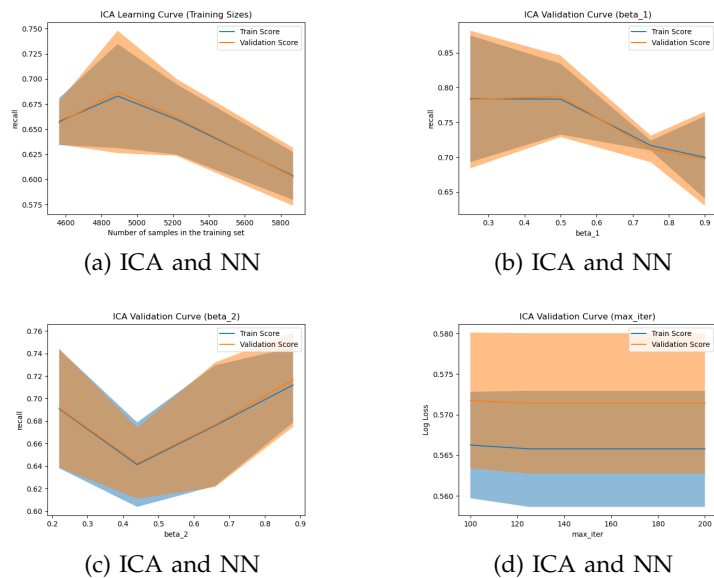 ICA Learning Curve (Training Sizes)
Train Score
Validation Score
0.750
0.725
0.700
0.675
0.650
0.625
0.600
0.575
recall
4600 4800 5000 5200 5400 5600 5800
Number of samples in the training set
(a) ICA and NN
ICA Validation Curve (beta_1)
Train Score
Validation Score
0.85
0.80
0.75
0.70
0.65
recall
0.3 0.4 0.5 0.6 0.7 0.8 0.9
beta_1
(b) ICA and NN
ICA Validation Curve (beta_2)
Train Score
Validation Score
0.76
0.74
0.72
0.70
0.68
0.66
0.64
0.62
0.60
recall
0.2 0.3 0.4 0.5 0.6 0.7 0.8 0.9
beta_2
(c) ICA and NN
ICA Validation Curve (max_iter)
Train Score
Validation Score
0.580
0.575
0.570
0.565
0.560
Log Loss
100 120 140 160 180 200
max_iter
(d) ICA and NN